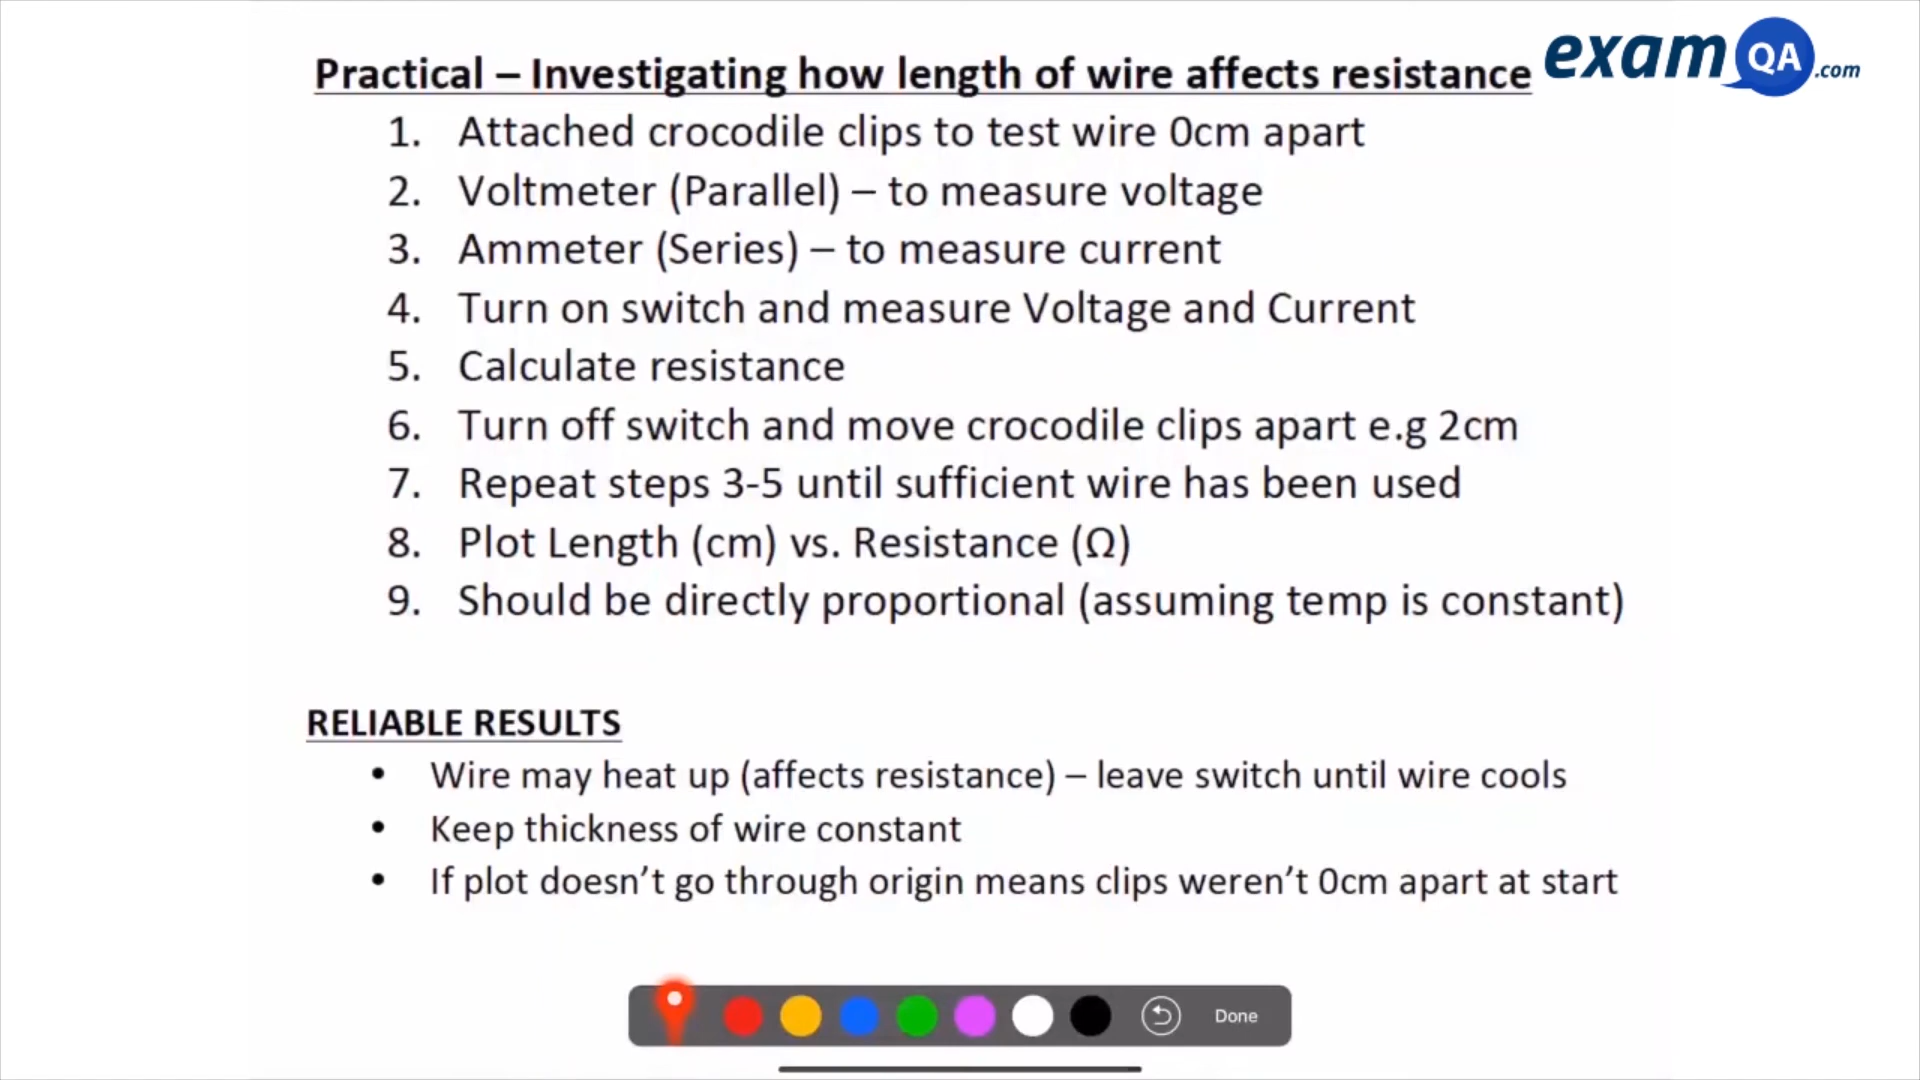 Practical – Investigating how length of wire affects resistance
examQA.com
1. Attached crocodile clips to test wire 0cm apart
2. Voltmeter (Parallel) – to measure voltage
3. Ammeter (Series) – to measure current
4. Turn on switch and measure Voltage and Current
5. Calculate resistance
6. Turn off switch and move crocodile clips apart e.g 2cm
7. Repeat steps 3-5 until sufficient wire has been used
8. Plot Length (cm) vs. Resistance (Ω)
9. Should be directly proportional (assuming temp is constant)
RELIABLE RESULTS
• Wire may heat up (affects resistance) – leave switch until wire cools
• Keep thickness of wire constant
• If plot doesn’t go through origin means clips weren’t 0cm apart at start
Done